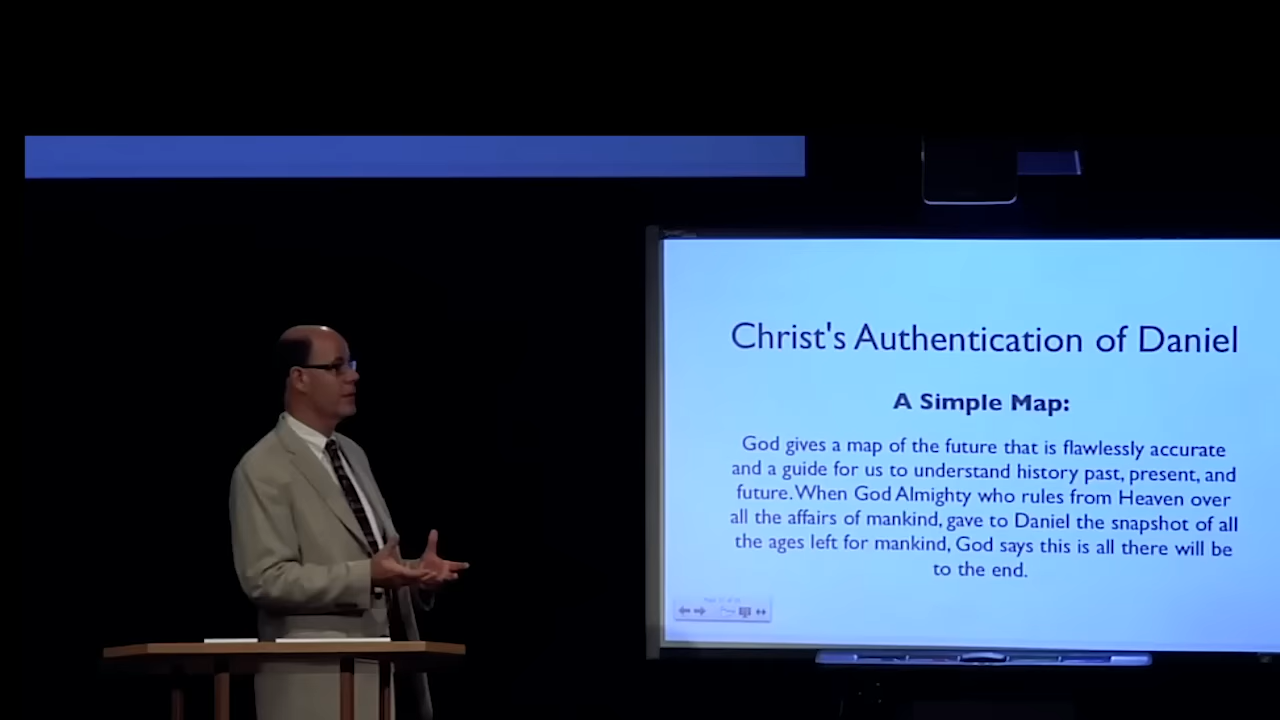 Christ's Authentication of Daniel
A Simple Map:
God gives a map of the future that is flawlessly accurate
and a guide for us to understand history past, present, and
future. When God Almighty who rules from Heaven over
all the affairs of mankind, gave to Daniel the snapshot of all
the ages left for mankind, God says this is all there will be
to the end.